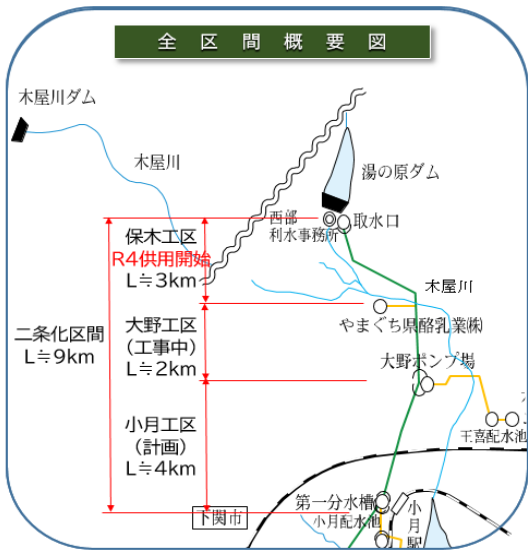 全区間概要図
木屋川ダム
木屋川
湯の原ダム
西部
利水事務所
取水口
保木工区
R4供用開始
L≒3km
木屋川
やまぐち県酪乳業㈱
二条化区間
L≒9km
大野工区
(工事中)
L≒2km
大野ポンプ場
小月工区
(計画)
L≒4km
王喜配水池
第一分水槽
小月配水池
下関市
小月駅